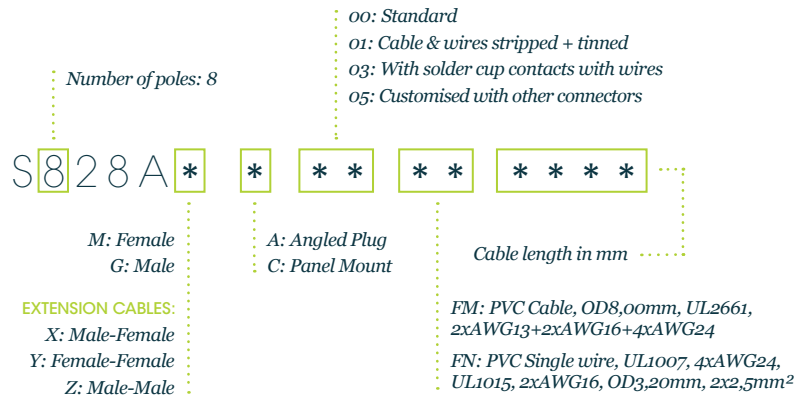 00: Standard
01: Cable & wires stripped + tinned
03: With solder cup contacts with wires
05: Customised with other connectors
Number of poles: 8
S828A* * ** ** ****
M: Female
G: Male
EXTENSION CABLES:
X: Male-Female
Y: Female-Female
Z: Male-Male
A: Angled Plug
C: Panel Mount
Cable length in mm
FM: PVC Cable, OD8,00mm, UL2661,
2xAWG13+2xAWG16+4xAWG24
FN: PVC Single wire, UL1007, 4xAWG24,
UL1015, 2xAWG16, OD3,20mm, 2x2,5mm²